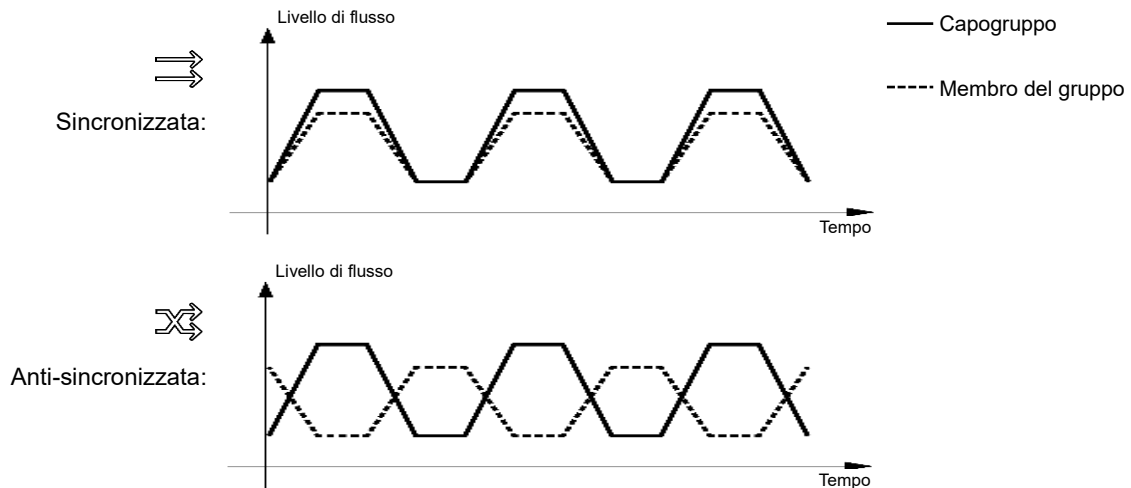 Livello di flusso
Capogruppo
Membro del gruppo
Sincronizzata:
Tempo
Livello di flusso
Anti-sincronizzata:
Tempo